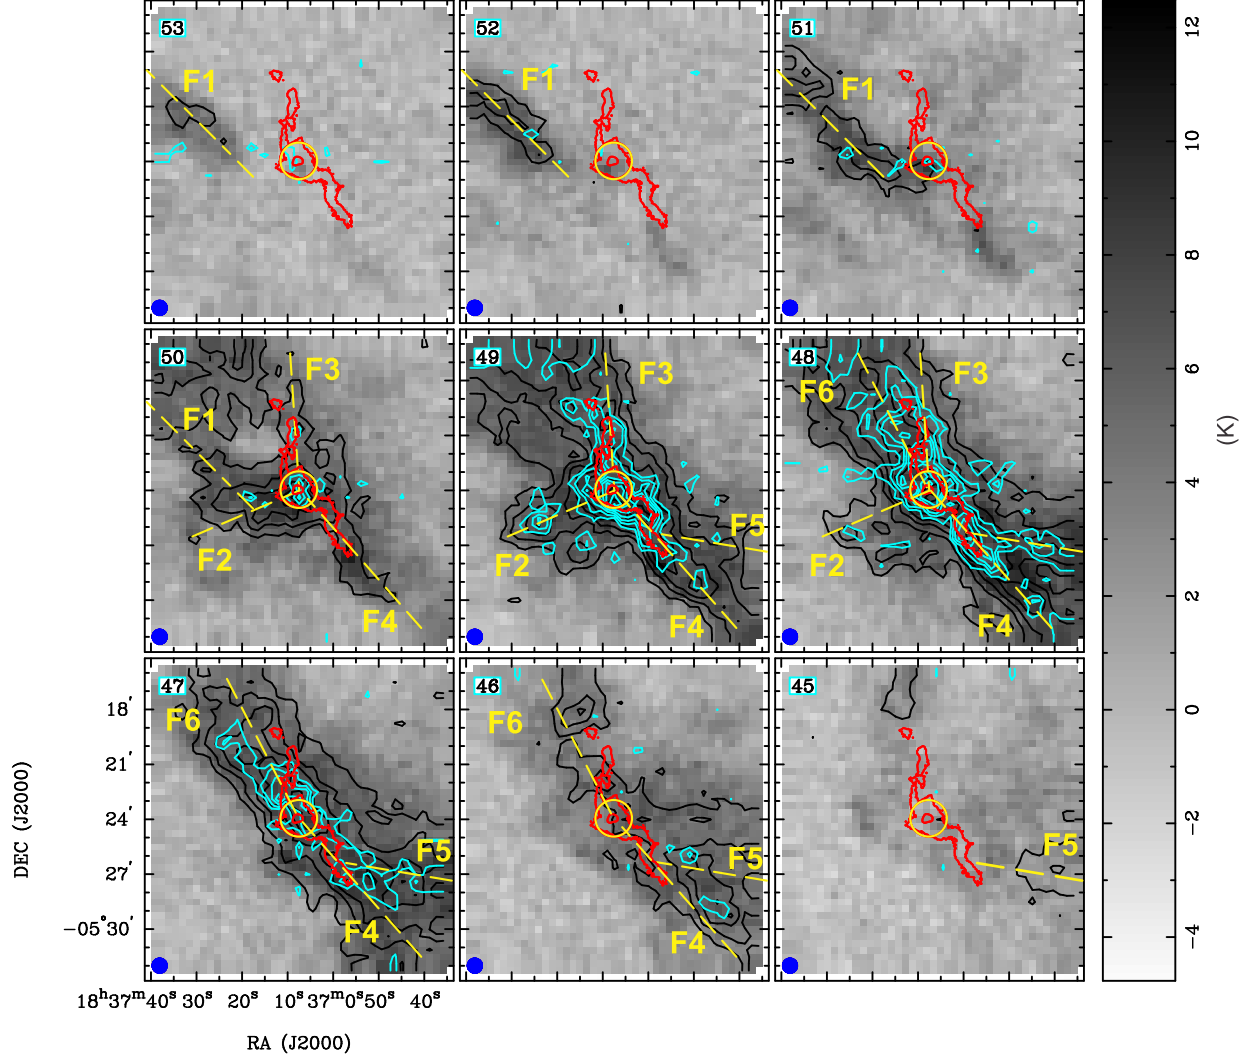 53
F1
52
F1
51
F1
12
10
8
6
4
2
0
−2
−4
(K)
50
F3
F1
F2
F4
49
F3
F5
F2
F4
48
F3
F6
F2
F4
47
F6
F5
F4
46
F6
F5
F4
45
F5
18′
21′
24′
27′
−05°30′
DEC (J2000)
18ʰ37ᵐ40ˢ 30ˢ 20ˢ 10ˢ 37ᵐ0ˢ 50ˢ 40ˢ
RA (J2000)